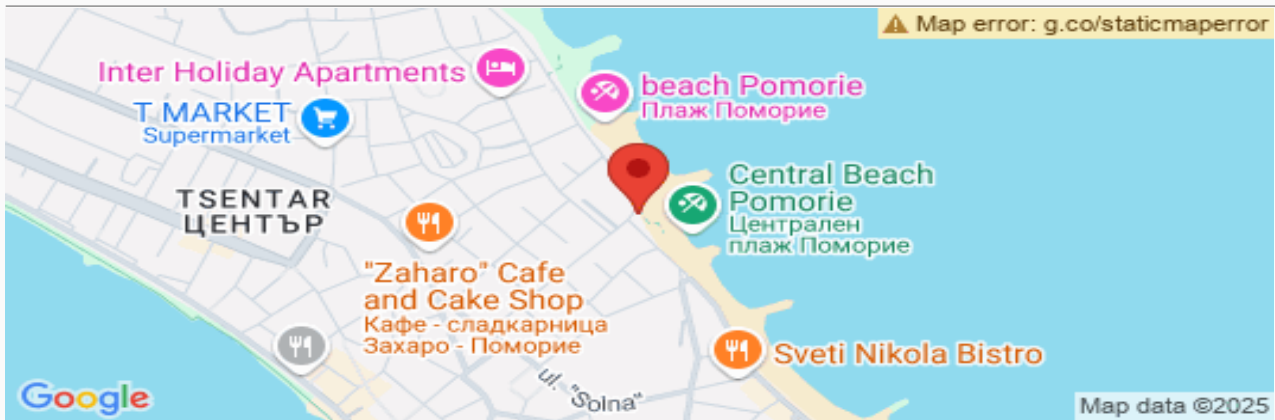 Map error: g.co/staticmaperror
Inter Holiday Apartments
beach Pomorie
Плаж Поморие
T MARKET
Supermarket
Central Beach
Pomorie
Централен
плаж Поморие
TSENTAR
ЦЕНТЪР
"Zaharo" Cafe
and Cake Shop
Кафе - сладкарница
Захаро - Поморие
Sveti Nikola Bistro
ul. "Solna"
Google
Map data ©2025